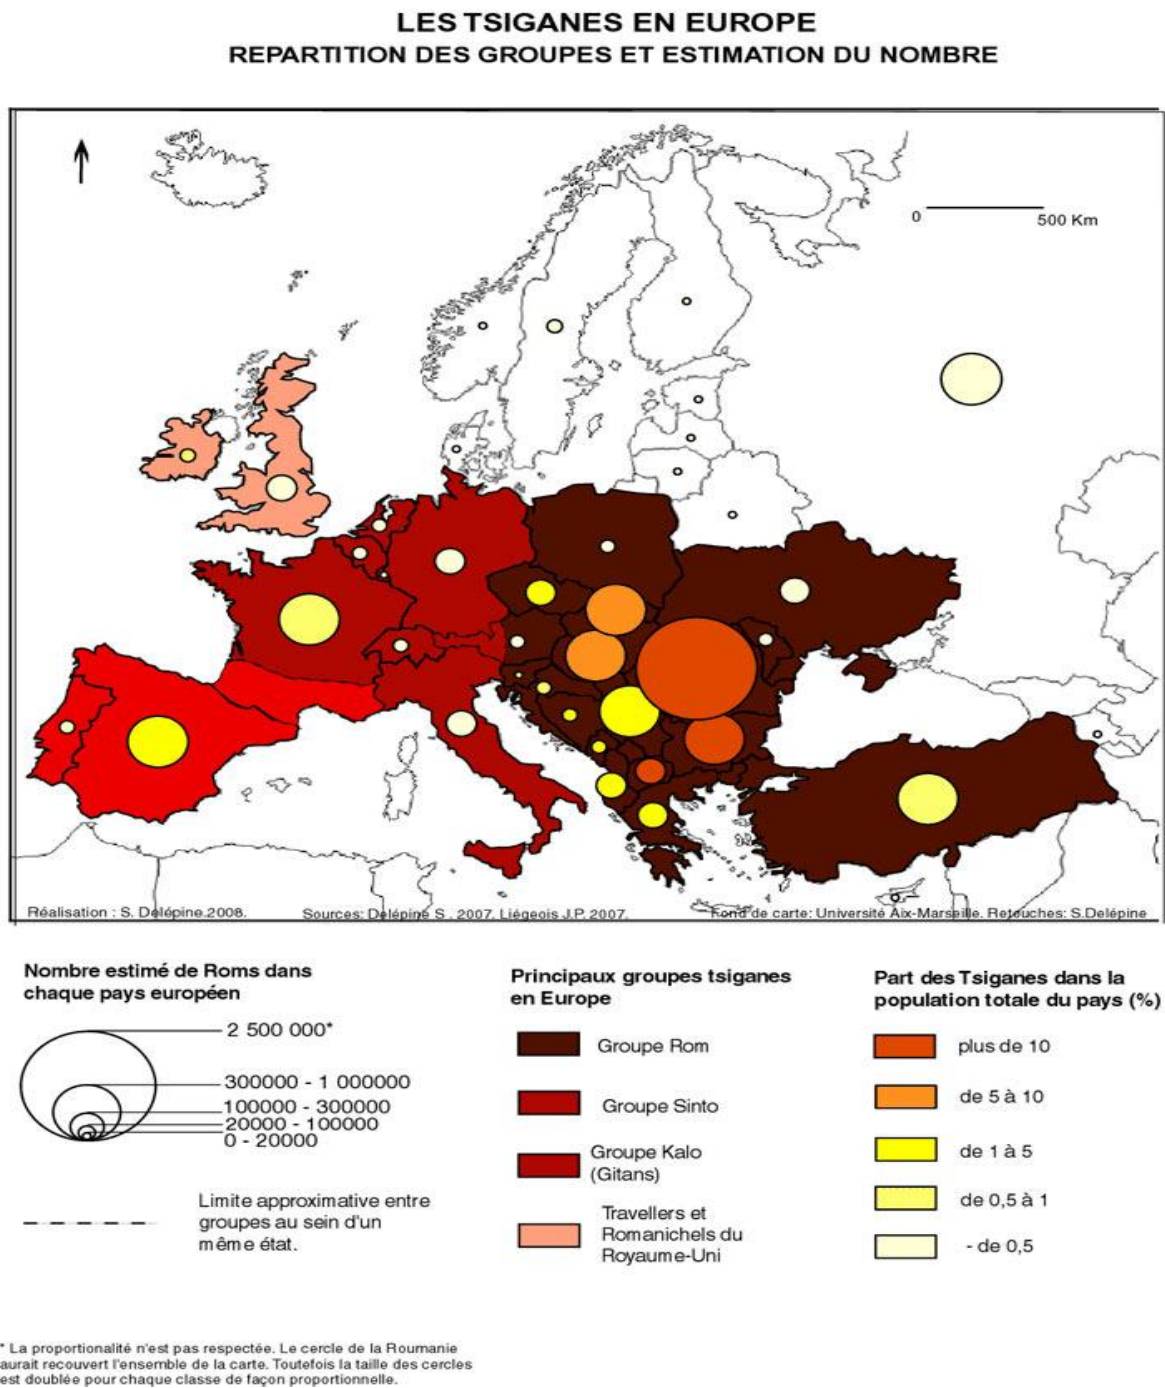 LES TSIGANES EN EUROPE
REPARTITION DES GROUPES ET ESTIMATION DU NOMBRE
0
500 Km
Réalisation : S. Delépine.2008.
Sources: Delépine S . 2007. Liégeois J.P. 2007.
Fond de carte: Université Aix-Marseille. Retouches: S.Delépine
Nombre estimé de Roms dans
chaque pays européen
2 500 000*
300000 - 1 000000
100000 - 300000
20000 - 100000
0 - 20000
Limite approximative entre
groupes au sein d'un
même état.
Principaux groupes tsiganes
en Europe
Groupe Rom
Groupe Sinto
Groupe Kalo
(Gitans)
Travellers et
Romanichels du
Royaume-Uni
Part des Tsiganes dans la
population totale du pays (%)
plus de 10
de 5 à 10
de 1 à 5
de 0,5 à 1
- de 0,5
* La proportionalité n'est pas respectée. Le cercle de la Roumanie
aurait recouvert l'ensemble de la carte. Toutefois la taille des cercles
est doublée pour chaque classe de façon proportionnelle.